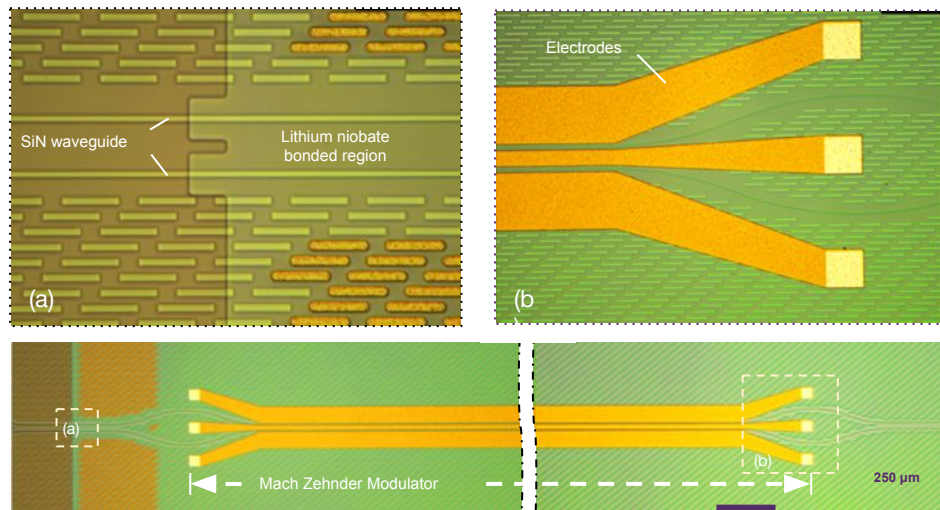 Electrodes
SiN waveguide
Lithium niobate
bonded region
(a)
(b
)
(a)
(b)
Mach Zehnder Modulator
250 µm